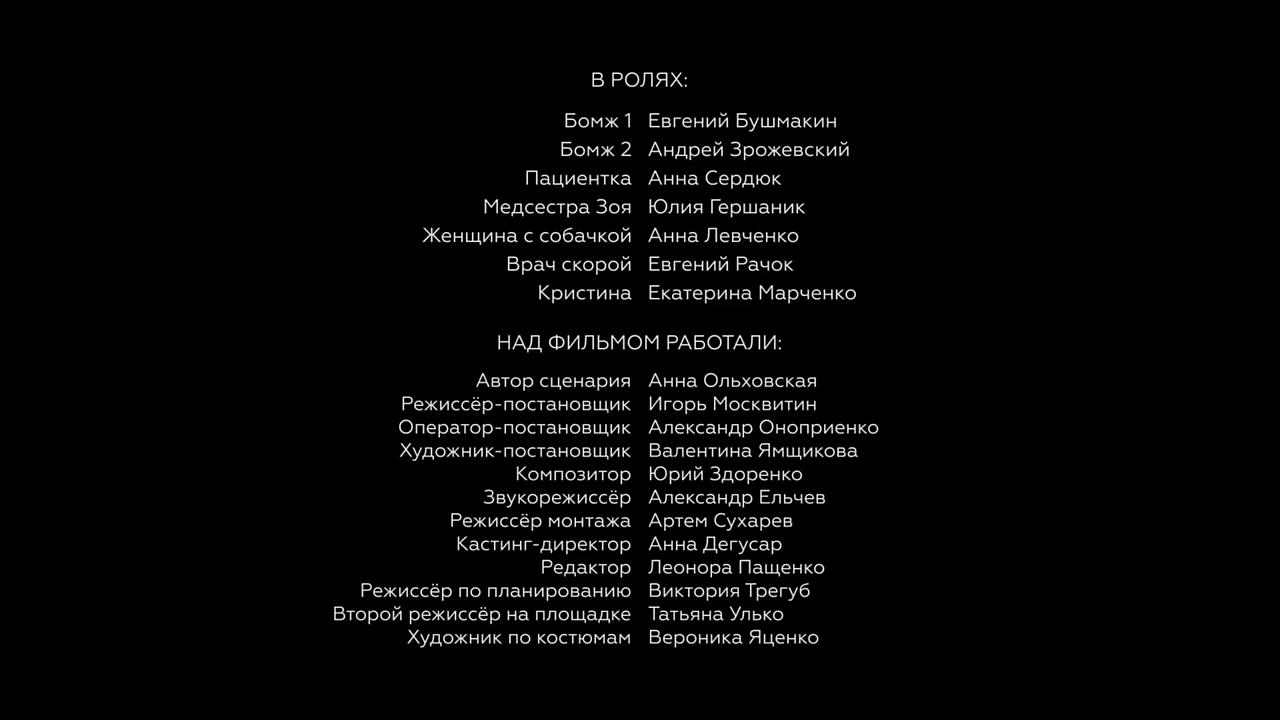 В РОЛЯХ:
Бомж 1 Евгений Бушмакин
Бомж 2 Андрей Зрожевский
Пациентка Анна Сердюк
Медсестра Зоя Юлия Гершаник
Женщина с собачкой Анна Левченко
Врач скорой Евгений Рачок
Кристина Екатерина Марченко
НАД ФИЛЬМОМ РАБОТАЛИ:
Автор сценария Анна Ольховская
Режиссёр-постановщик Игорь Москвитин
Оператор-постановщик Александр Оноприенко
Художник-постановщик Валентина Ямщикова
Композитор Юрий Здоренко
Звукорежиссёр Александр Ельчев
Режиссёр монтажа Артем Сухарев
Кастинг-директор Анна Дегусар
Редактор Леонора Пащенко
Режиссёр по планированию Виктория Трегуб
Второй режиссёр на площадке Татьяна Улько
Художник по костюмам Вероника Яценко